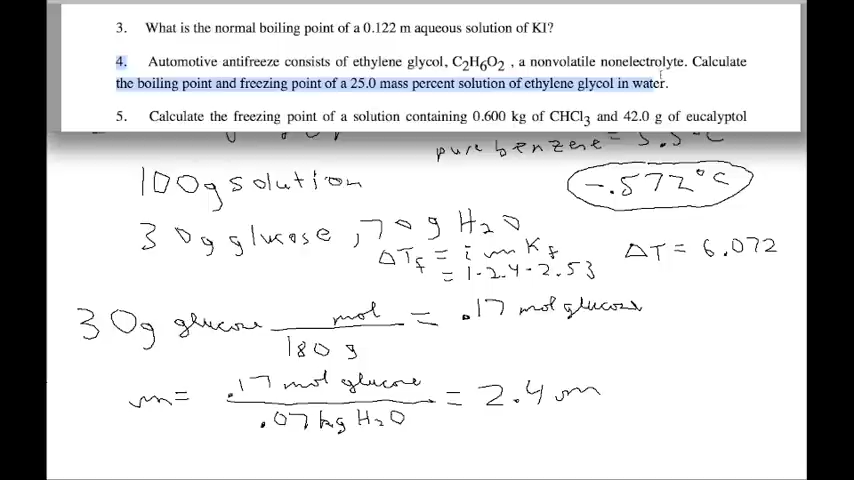 3. What is the normal boiling point of a 0.122 m aqueous solution of KI?
4. Automotive antifreeze consists of ethylene glycol, C2H6O2 , a nonvolatile nonelectrolyte. Calculate
the boiling point and freezing point of a 25.0 mass percent solution of ethylene glycol in water.
5. Calculate the freezing point of a solution containing 0.600 kg of CHCl3 and 42.0 g of eucalyptol
pure benzene = 5.5°C
100g solution
-.572°C
30g glucose, 70g H2O
ΔTf = i m Kf
= 1·2.4·2.53
ΔT = 6.072
30g glucose mol = .17 mol glucose
180 g
m = .17 mol glucose = 2.4 m
.07 kg H2O